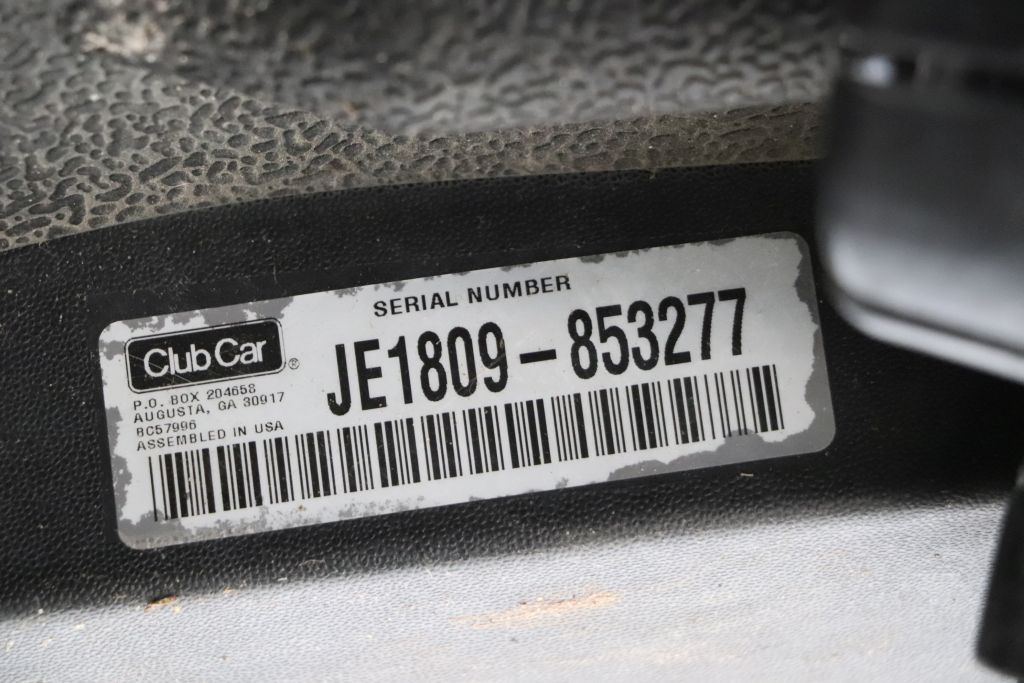 SERIAL NUMBER
Club Car®
JE1809-853277
P.O. BOX 204658
AUGUSTA, GA 30917
BC57996
ASSEMBLED IN USA